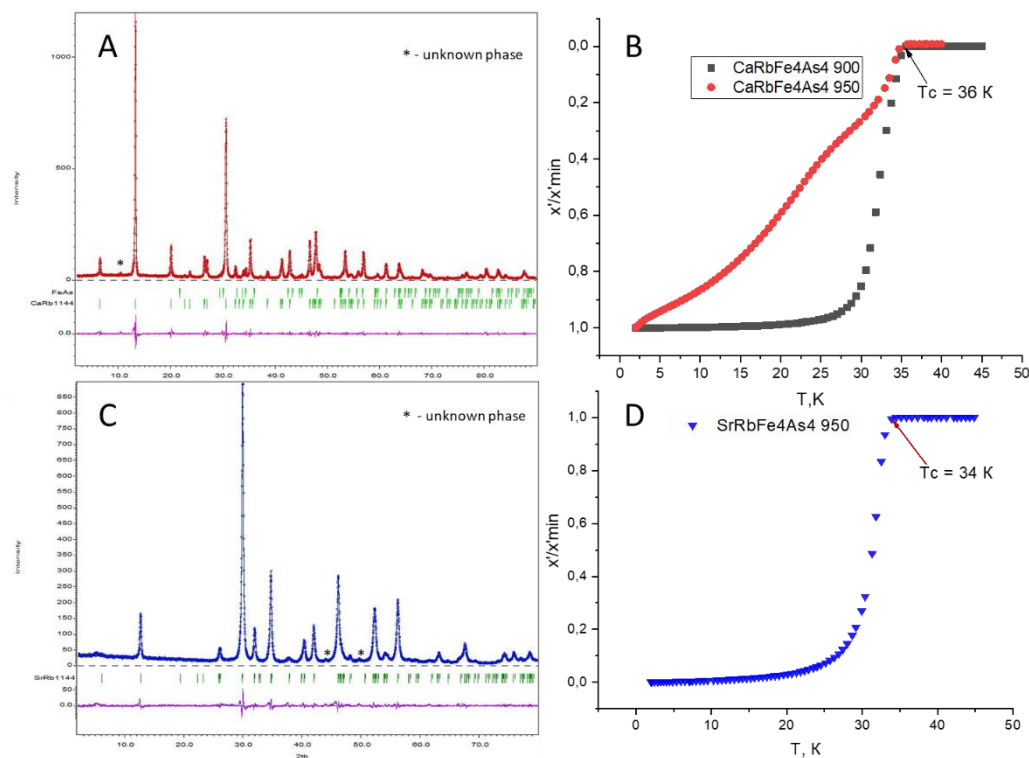 A
* - unknown phase
1000
500
0
Intensity
FeAs
CaRb1144
0.0
10.0 20.0 30.0 40.0 50.0 60.0 70.0 80.0
B
CaRbFe4As4 900
CaRbFe4As4 950
Tc = 36 K
0,0
0,2
0,4
0,6
0,8
1,0
x'/x'min
0 5 10 15 20 25 30 35 40 45 50
T,K
C
* - unknown phase
850
800
750
700
650
600
550
500
450
400
350
300
250
200
150
100
50
0
Intensity
SrRb1144
50
0.0
10.0 20.0 30.0 40.0 50.0 60.0 70.0
2th
D
SrRbFe4As4 950
Tc = 34 K
1,0
0,8
0,6
0,4
0,2
0,0
x'/x'min
0 10 20 30 40 50
T, K